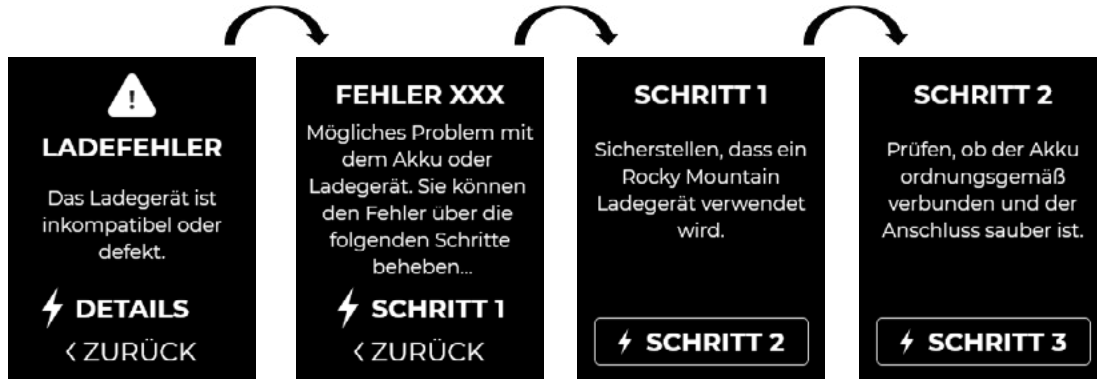 LADEFEHLER
Das Ladegerät ist
inkompatibel oder
defekt.
DETAILS
< ZURÜCK
FEHLER XXX
Mögliches Problem mit
dem Akku oder
Ladegerät. Sie können
den Fehler über die
folgenden Schritte
beheben...
SCHRITT 1
< ZURÜCK
SCHRITT 1
Sicherstellen, dass ein
Rocky Mountain
Ladegerät verwendet
wird.
SCHRITT 2
SCHRITT 2
Prüfen, ob der Akku
ordnungsgemäß
verbunden und der
Anschluss sauber ist.
SCHRITT 3